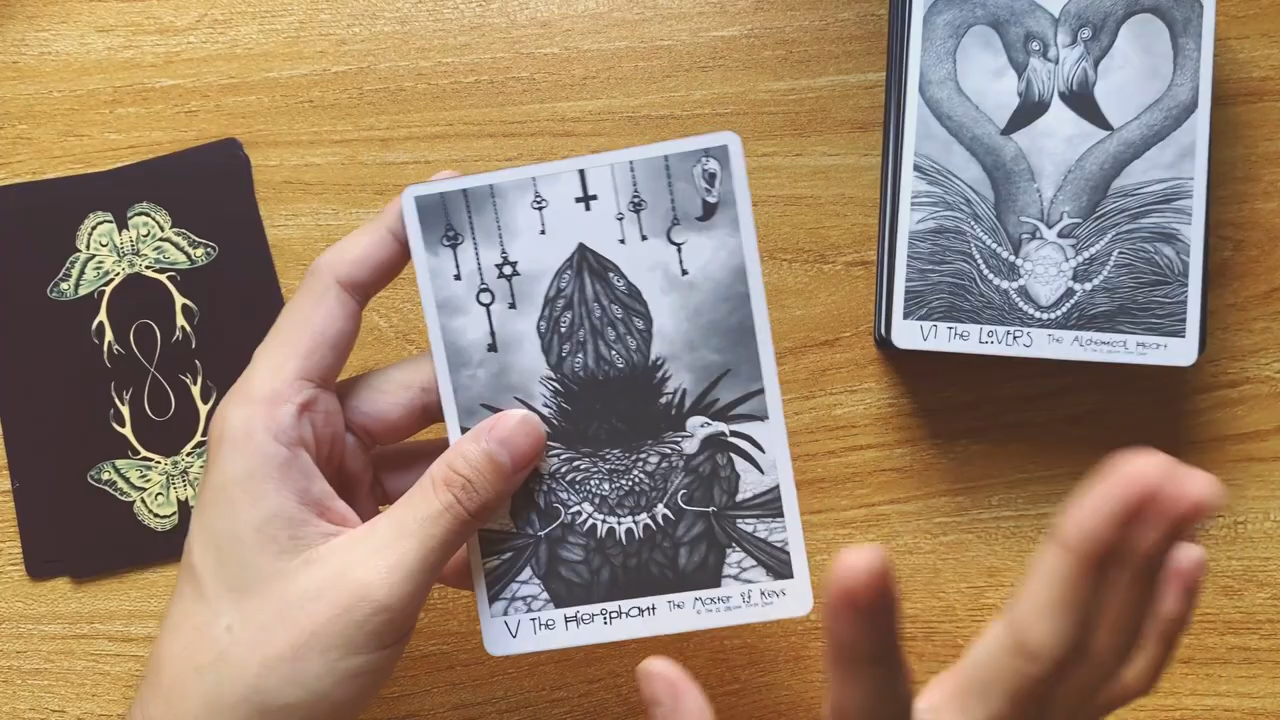 V The Hierophant The Master of Keys
VI The LOVERS The Alchemical Heart